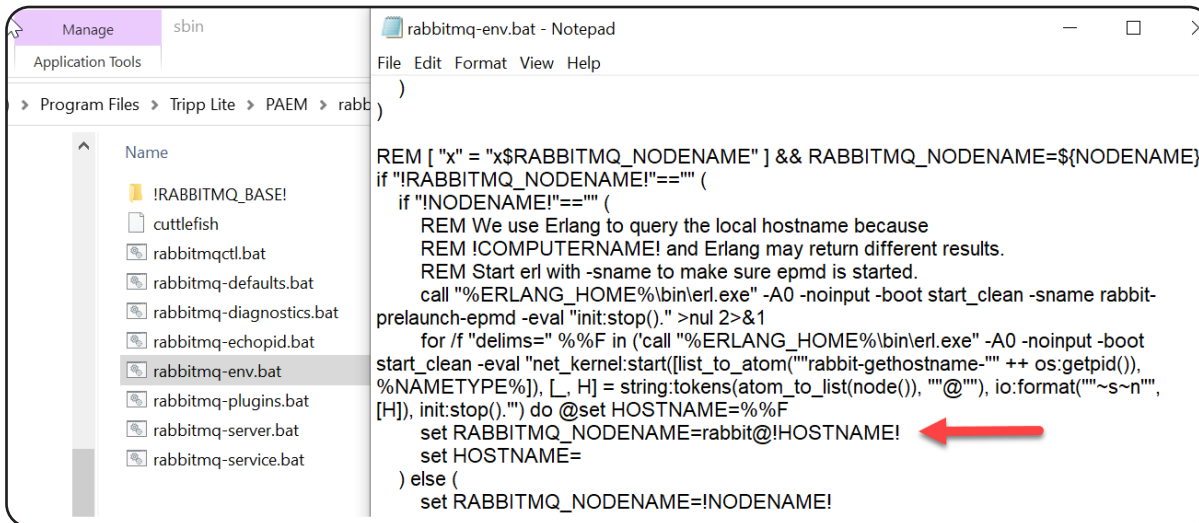 Manage
sbin
Application Tools
Program Files > Tripp Lite > PAEM > rabb
Name
!RABBITMQ_BASE!
cuttlefish
rabbitmqctl.bat
rabbitmq-defaults.bat
rabbitmq-diagnostics.bat
rabbitmq-echopid.bat
rabbitmq-env.bat
rabbitmq-plugins.bat
rabbitmq-server.bat
rabbitmq-service.bat
rabbitmq-env.bat - Notepad
File Edit Format View Help
)
)
REM [ "x" = "x$RABBITMQ_NODENAME" ] && RABBITMQ_NODENAME=${NODENAME}
if "!RABBITMQ_NODENAME!"=="" (
if "!NODENAME!"=="" (
REM We use Erlang to query the local hostname because
REM !COMPUTERNAME! and Erlang may return different results.
REM Start erl with -sname to make sure epmd is started.
call "%ERLANG_HOME%\bin\erl.exe" -A0 -noinput -boot start_clean -sname rabbit-
prelaunch-epmd -eval "init:stop()." >nul 2>&1
for /f "delims=" %%F in ('call "%ERLANG_HOME%\bin\erl.exe" -A0 -noinput -boot
start_clean -eval "net_kernel:start([list_to_atom(""rabbit-gethostname-"" ++ os:getpid()),
%NAMETYPE%]), [_, H] = string:tokens(atom_to_list(node()), ""@""), io:format(""~s~n"",
[H]), init:stop()."') do @set HOSTNAME=%%F
set RABBITMQ_NODENAME=rabbit@!HOSTNAME!
set HOSTNAME=
) else (
set RABBITMQ_NODENAME=!NODENAME!